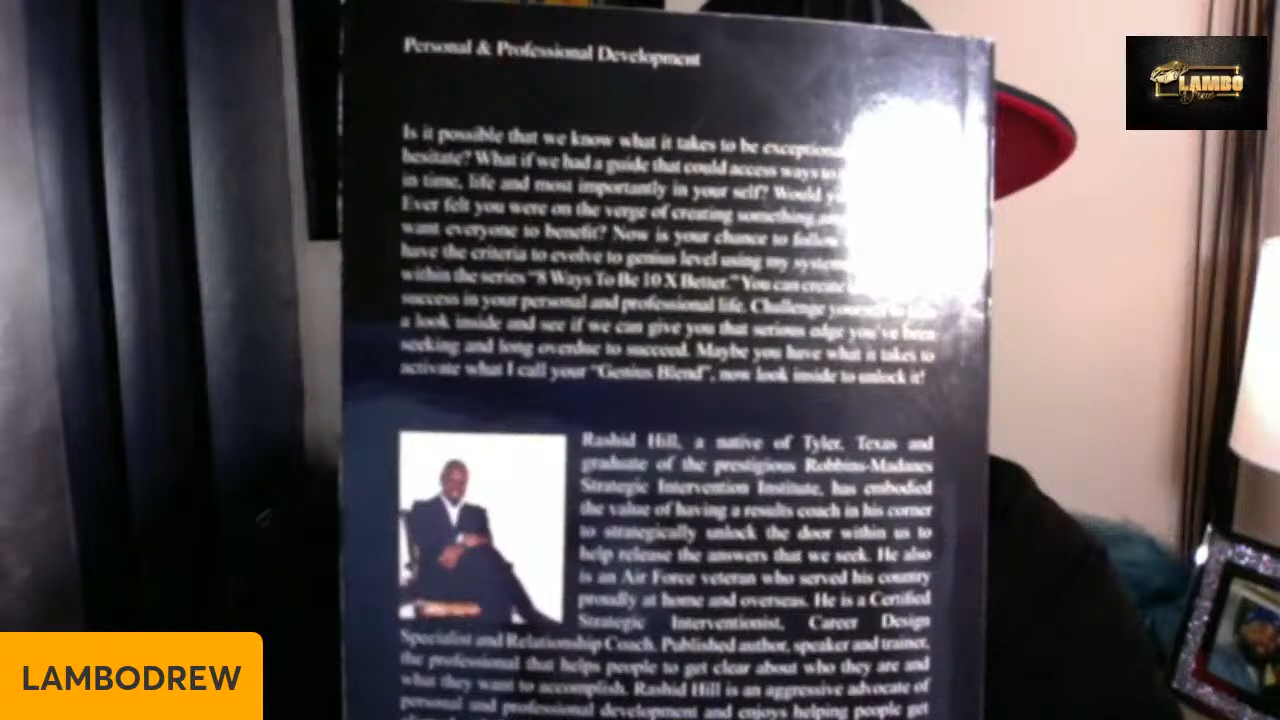 Personal & Professional Development
LAMBO
Is it possible that we know what it takes to be
hesitate? What if we had a guide that could access ways to
in time, life and most importantly in your self? Would
Ever felt you were on the verge of creating something
want everyone to benefit? Now is your chance to follow
have the criteria to evolve to genius level using my
within the series "8 Ways To Be 10 X Better." You can create
success in your personal and professional life. Challenge yourself to take
a look inside and see if we can give you that serious edge you've been
seeking and long overdue to succeed. Maybe you have what it takes to
activate what I call your "Genius Blend", now look inside to unlock it!
Rashid Hill, a native of Tyler, Texas and
graduate of the prestigious Robbins-Madanes
Strategic Intervention Institute, has embodied
the value of having a results coach in his corner
to strategically unlock the door within us to
help release the answers that we seek. He also
is an Air Force veteran who served his country
proudly at home and overseas. He is a Certified
Strategic Interventionist, Career Design
Specialist and Relationship Coach. Published author, speaker and trainer,
the professional that helps people to get clear about who they are and
what they want to accomplish. Rashid Hill is an aggressive advocate of
personal and professional development and enjoys helping people get
LAMBODREW